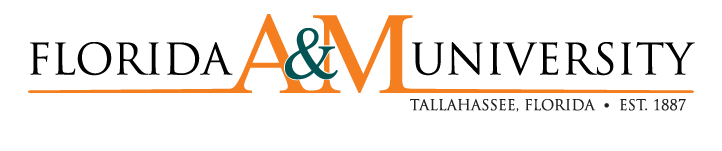 FLORIDA A&M UNIVERSITY
TALLAHASSEE, FLORIDA • EST. 1887